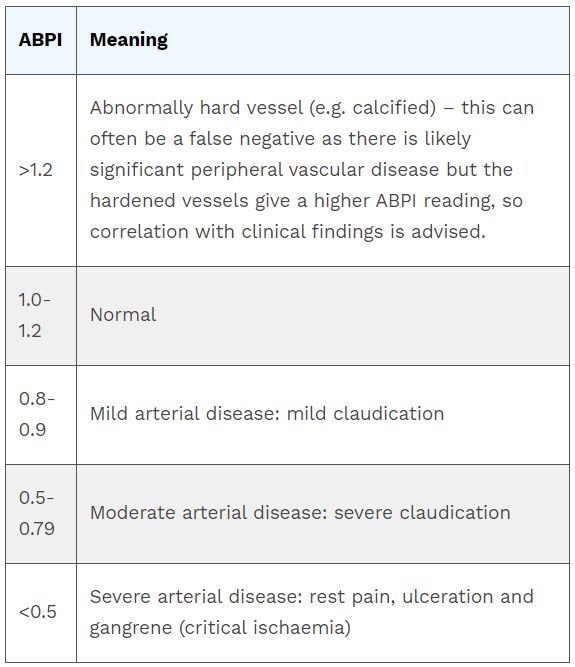 ABPI Meaning
>1.2
Abnormally hard vessel (e.g. calcified) – this can
often be a false negative as there is likely
significant peripheral vascular disease but the
hardened vessels give a higher ABPI reading, so
correlation with clinical findings is advised.
1.0-
1.2
Normal
0.8-
0.9
Mild arterial disease: mild claudication
0.5-
0.79
Moderate arterial disease: severe claudication
<0.5
Severe arterial disease: rest pain, ulceration and
gangrene (critical ischaemia)